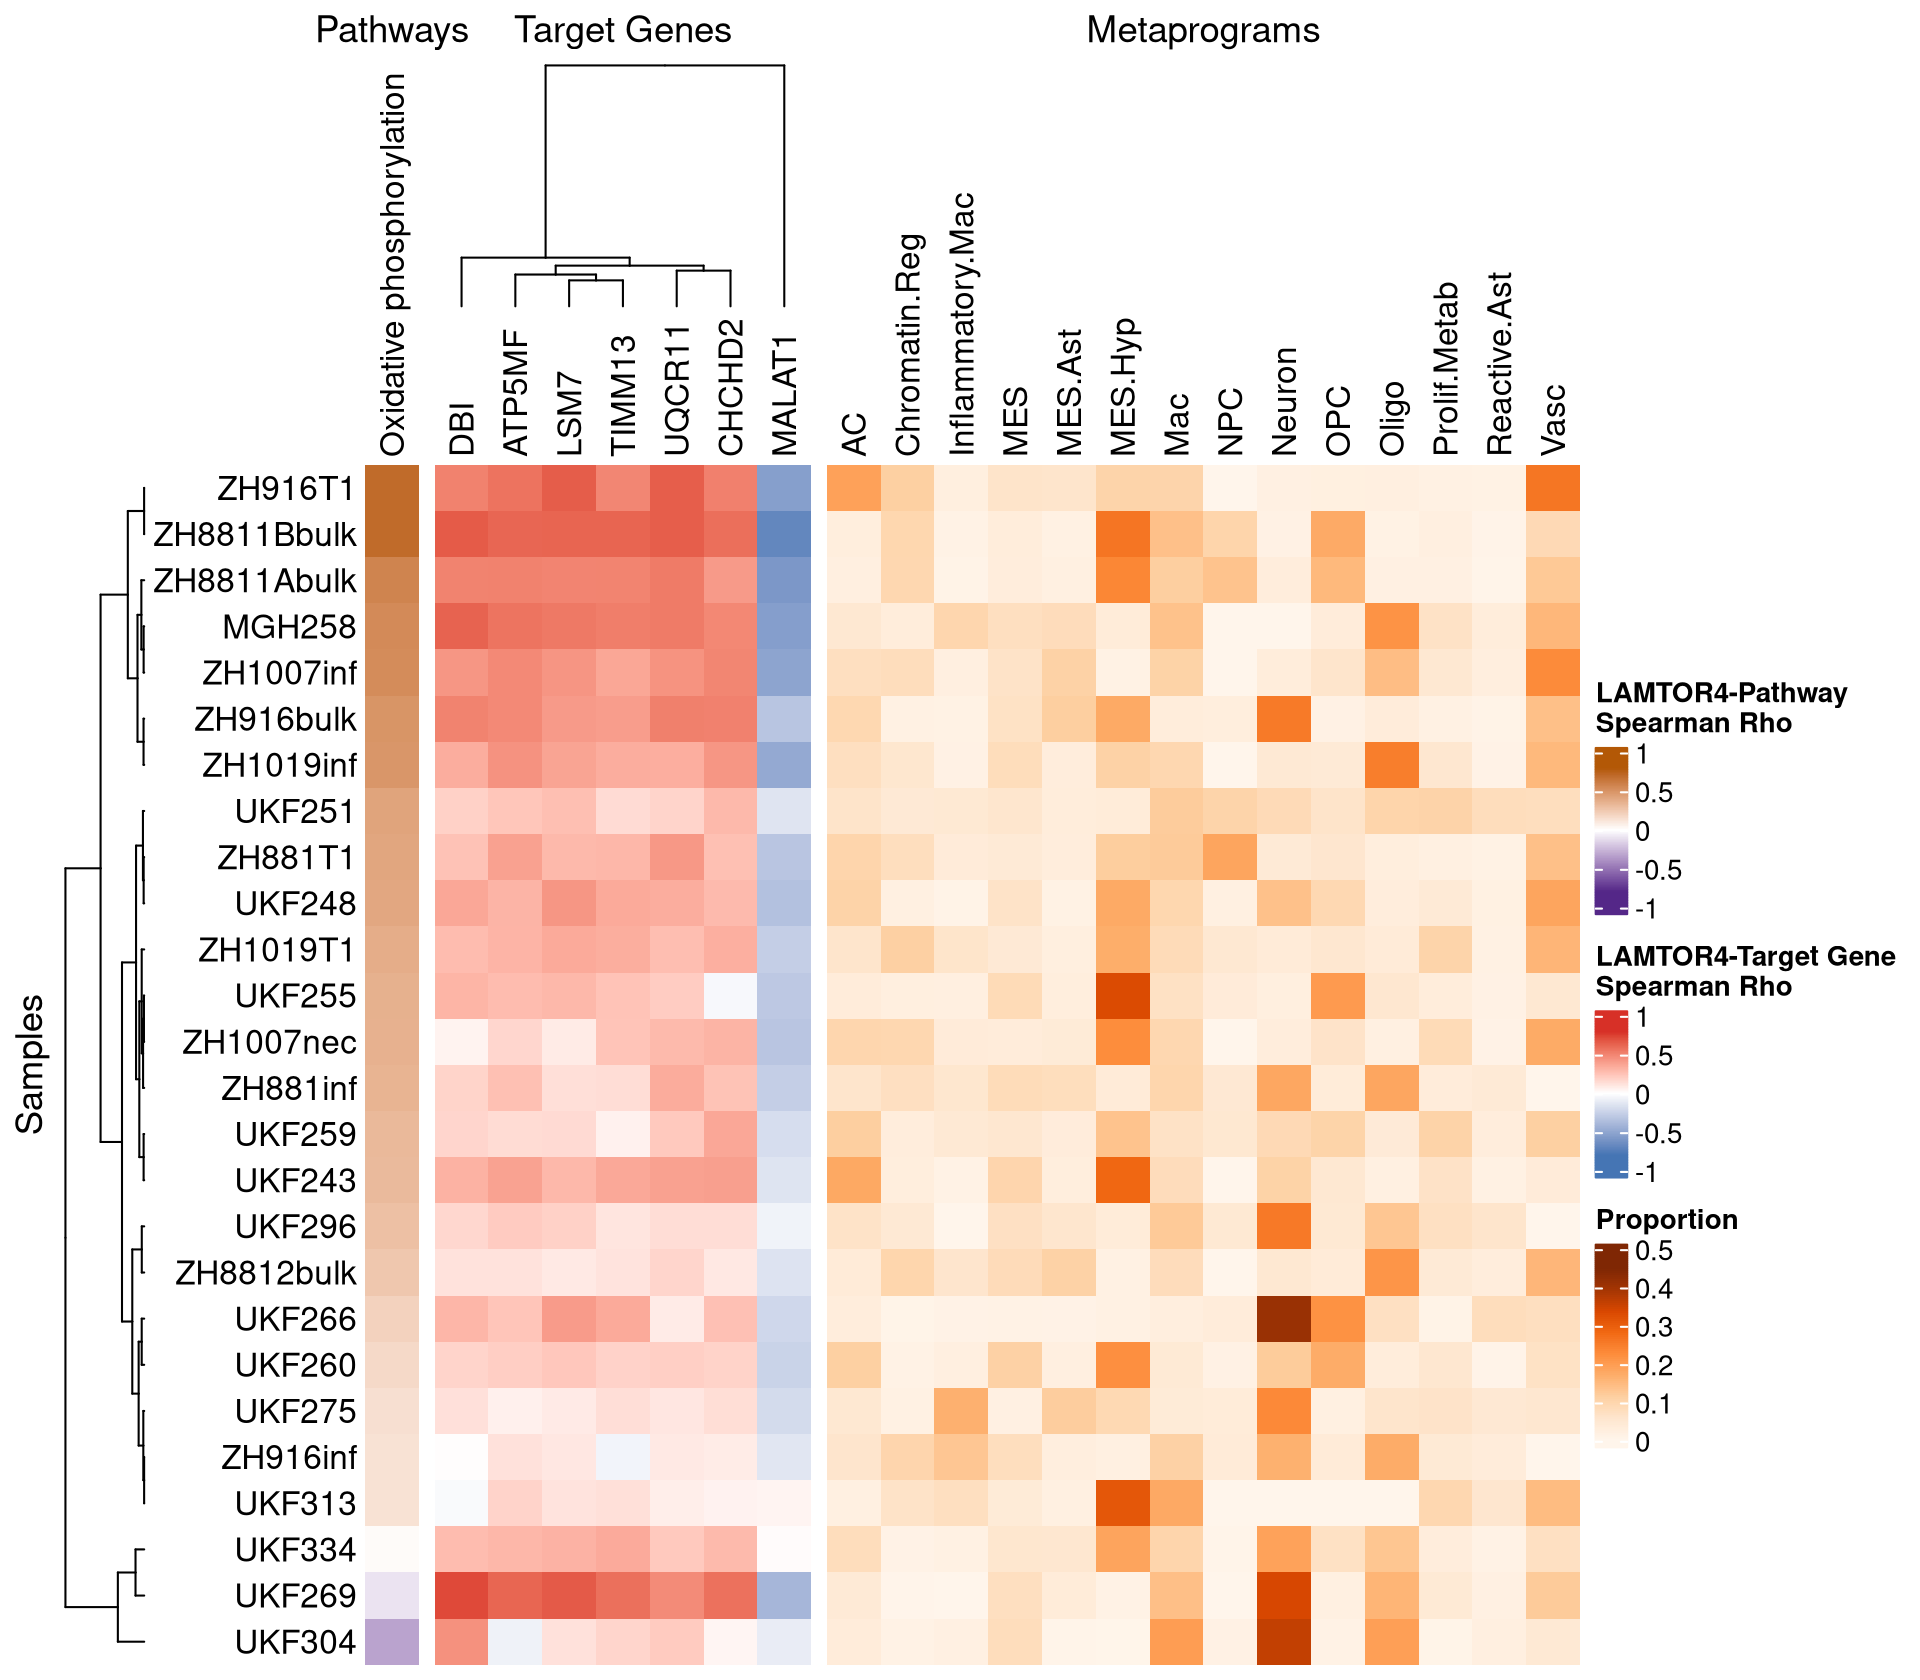 Pathways Target Genes Metaprograms
Oxidative phosphorylation
DBI
ATP5MF
LSM7
TIMM13
UQCR11
CHCHD2
MALAT1
AC
Chromatin.Reg
Inflammatory.Mac
MES
MES.Ast
MES.Hyp
Mac
NPC
Neuron
OPC
Oligo
Prolif.Metab
Reactive.Ast
Vasc
Samples
ZH916T1
ZH8811Bbulk
ZH8811Abulk
MGH258
ZH1007inf
ZH916bulk
ZH1019inf
UKF251
ZH881T1
UKF248
ZH1019T1
UKF255
ZH1007nec
ZH881inf
UKF259
UKF243
UKF296
ZH8812bulk
UKF266
UKF260
UKF275
ZH916inf
UKF313
UKF334
UKF269
UKF304
LAMTOR4-Pathway
Spearman Rho
1
0.5
0
-0.5
-1
LAMTOR4-Target Gene
Spearman Rho
1
0.5
0
-0.5
-1
Proportion
0.5
0.4
0.3
0.2
0.1
0